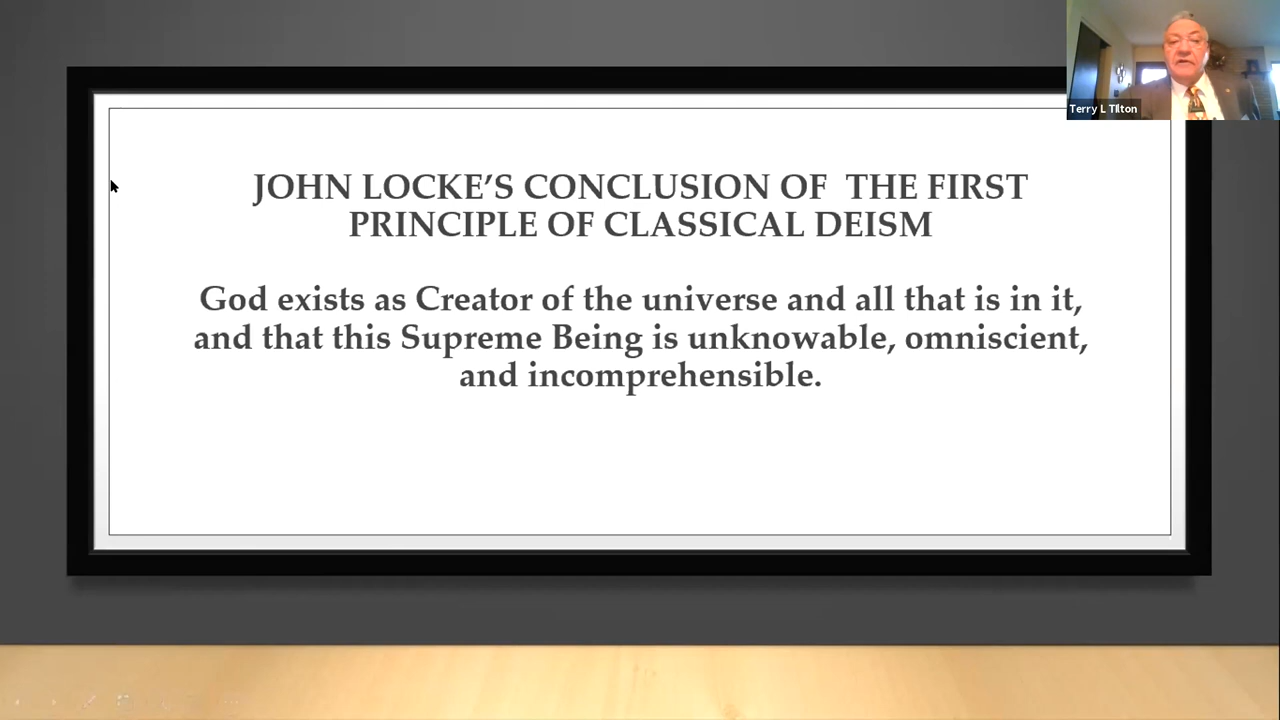 Terry L Tilton
JOHN LOCKE’S CONCLUSION OF THE FIRST
PRINCIPLE OF CLASSICAL DEISM
God exists as Creator of the universe and all that is in it,
and that this Supreme Being is unknowable, omniscient,
and incomprehensible.